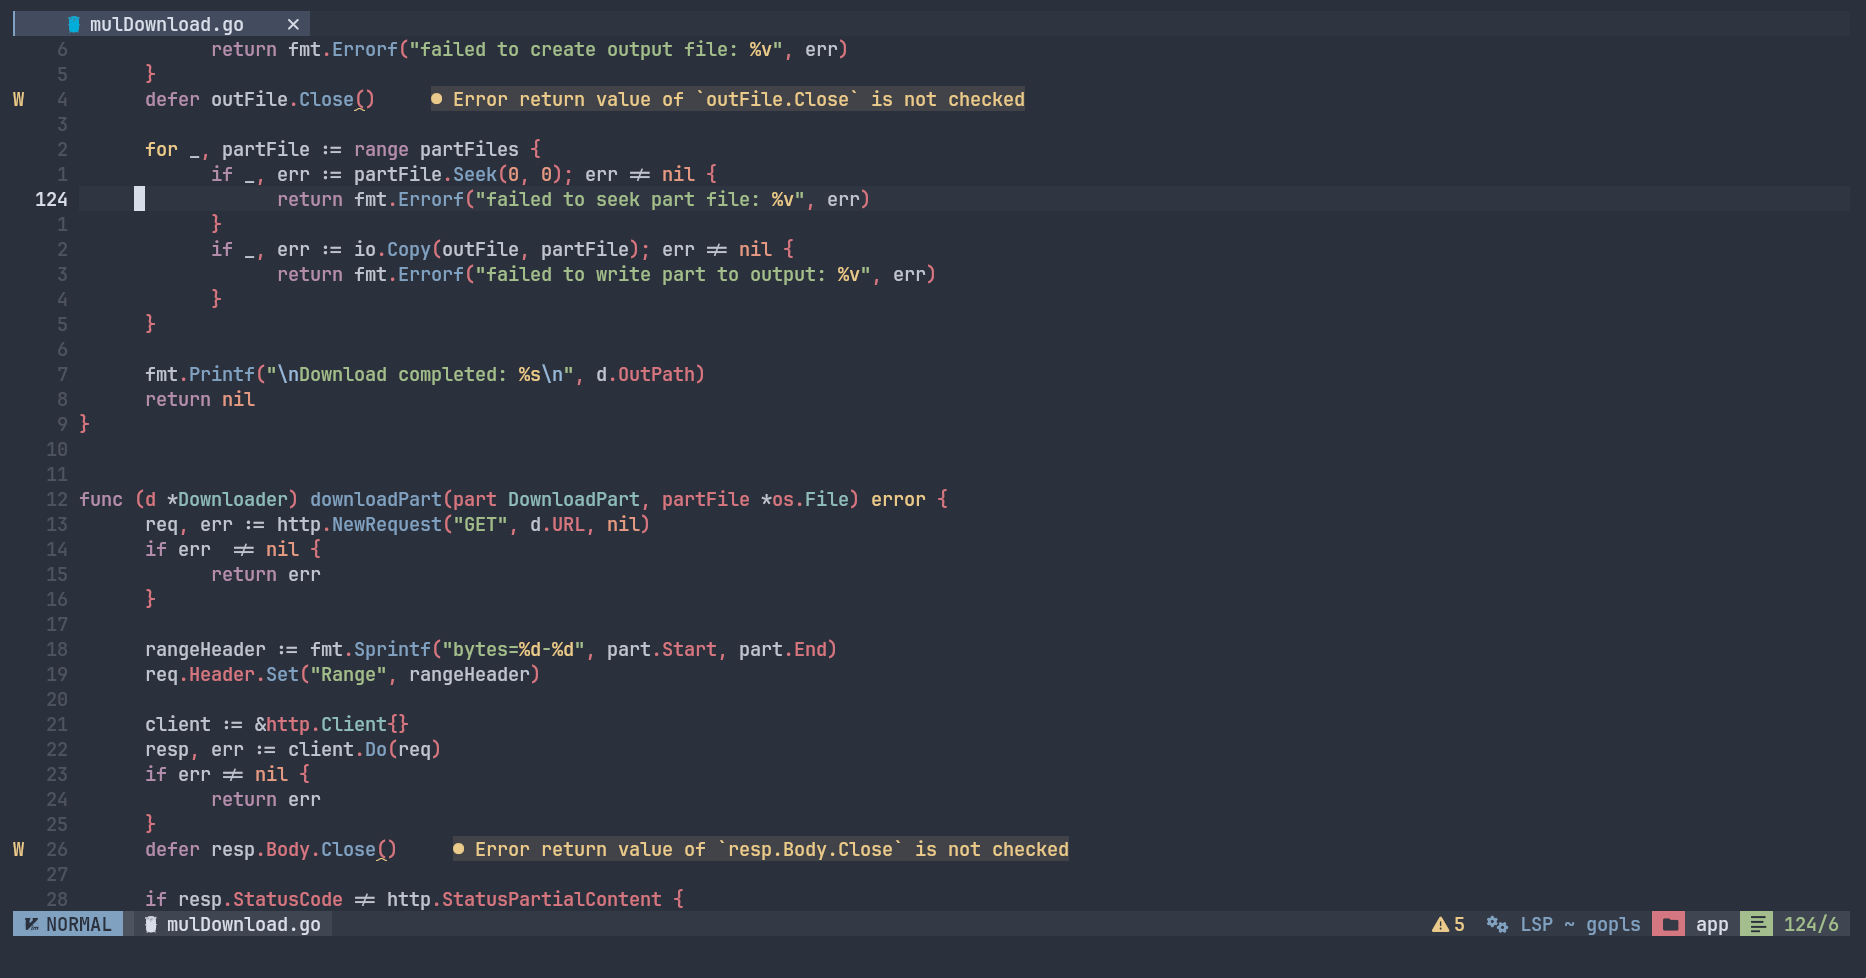 mulDownload.go ✕
6 return fmt.Errorf("failed to create output file: %v", err)
5 }
W 4 defer outFile.Close() ● Error return value of `outFile.Close` is not checked
3
2 for _, partFile := range partFiles {
1 if _, err := partFile.Seek(0, 0); err != nil {
124 return fmt.Errorf("failed to seek part file: %v", err)
1 }
2 if _, err := io.Copy(outFile, partFile); err != nil {
3 return fmt.Errorf("failed to write part to output: %v", err)
4 }
5 }
6
7 fmt.Printf("\nDownload completed: %s\n", d.OutPath)
8 return nil
9 }
10
11
12 func (d *Downloader) downloadPart(part DownloadPart, partFile *os.File) error {
13 req, err := http.NewRequest("GET", d.URL, nil)
14 if err  != nil {
15 return err
16 }
17
18 rangeHeader := fmt.Sprintf("bytes=%d-%d", part.Start, part.End)
19 req.Header.Set("Range", rangeHeader)
20
21 client := &http.Client{}
22 resp, err := client.Do(req)
23 if err != nil {
24 return err
25 }
W 26 defer resp.Body.Close() ● Error return value of `resp.Body.Close` is not checked
27
28 if resp.StatusCode != http.StatusPartialContent {
NORMAL mulDownload.go 5 LSP ~ gopls app 124/6